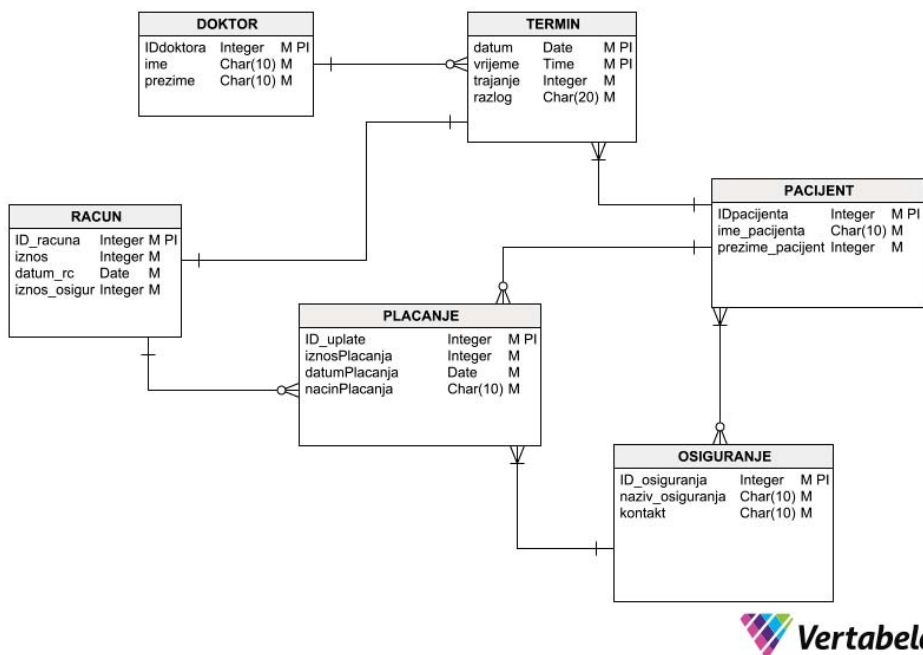 DOKTOR
IDdoktora Integer M PI
ime Char(10) M
prezime Char(10) M
TERMIN
datum Date M PI
vrijeme Time M PI
trajanje Integer M
razlog Char(20) M
PACIJENT
IDpacijenta Integer M PI
ime_pacijenta Char(10) M
prezime_pacijent Integer M
RACUN
ID_racuna Integer M PI
iznos Integer M
datum_rc Date M
iznos_osigur Integer M
PLACANJE
ID_uplate Integer M PI
iznosPlacanja Integer M
datumPlacanja Date M
nacinPlacanja Char(10) M
OSIGURANJE
ID_osiguranja Integer M PI
naziv_osiguranja Char(10) M
kontakt Char(10) M
Vertabelo